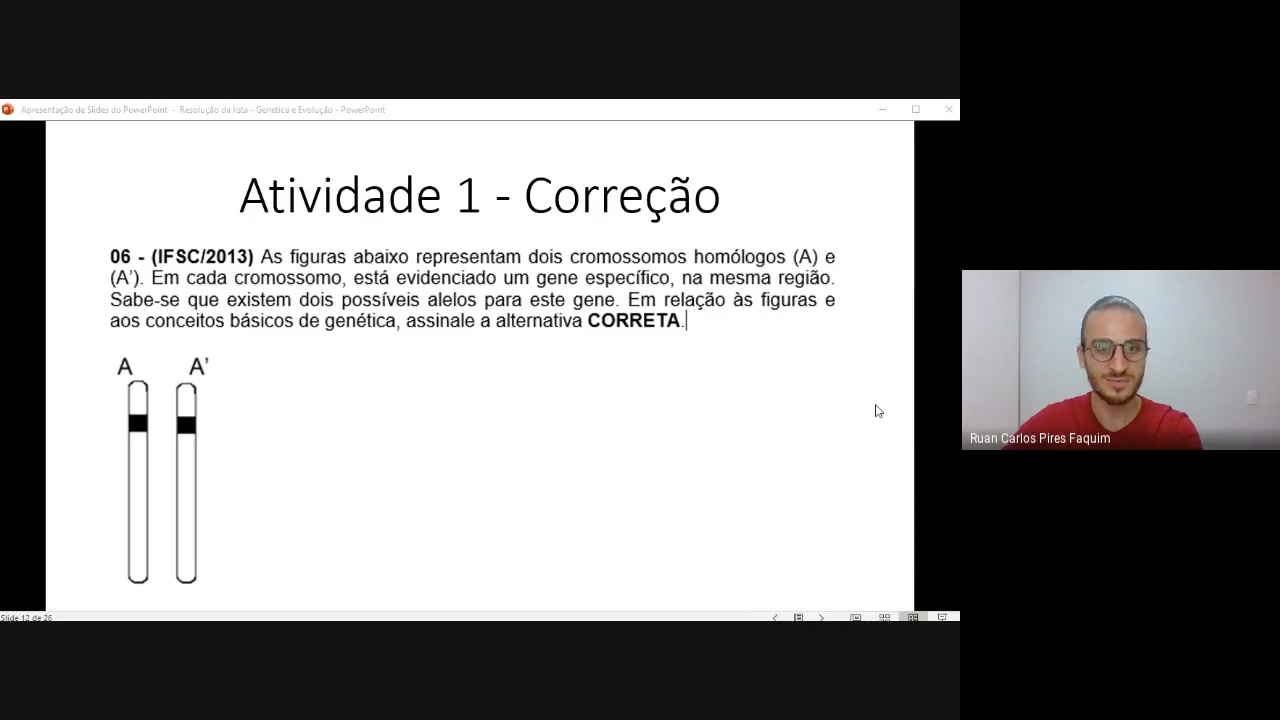 Apresentação de Slides do PowerPoint - Resolução da lista - Genetica e Evolução - PowerPoint
Atividade 1 - Correção
06 - (IFSC/2013) As figuras abaixo representam dois cromossomos homólogos (A) e
(A’). Em cada cromossomo, está evidenciado um gene específico, na mesma região.
Sabe-se que existem dois possíveis alelos para este gene. Em relação às figuras e
aos conceitos básicos de genética, assinale a alternativa CORRETA.
A A’
Ruan Carlos Pires Faquim
Slide 12 de 26